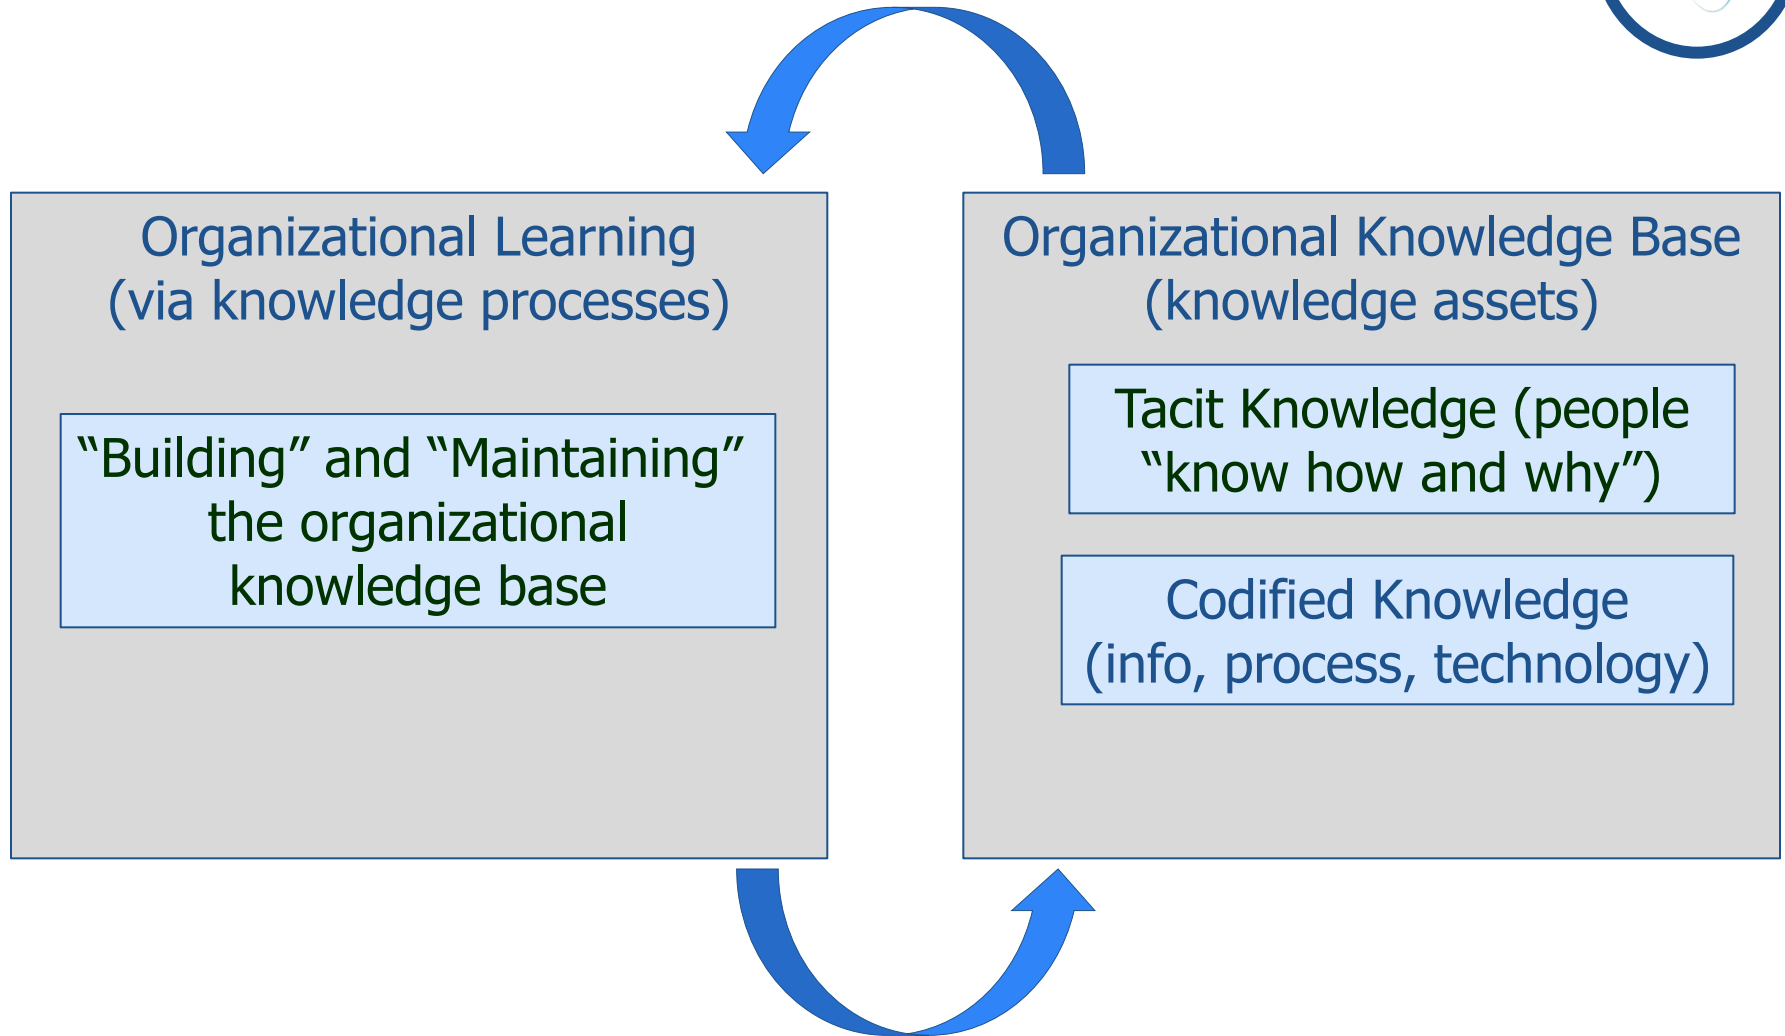 Organizational Learning
(via knowledge processes)
“Building” and “Maintaining”
the organizational
knowledge base
Organizational Knowledge Base
(knowledge assets)
Tacit Knowledge (people
“know how and why”)
Codified Knowledge
(info, process, technology)